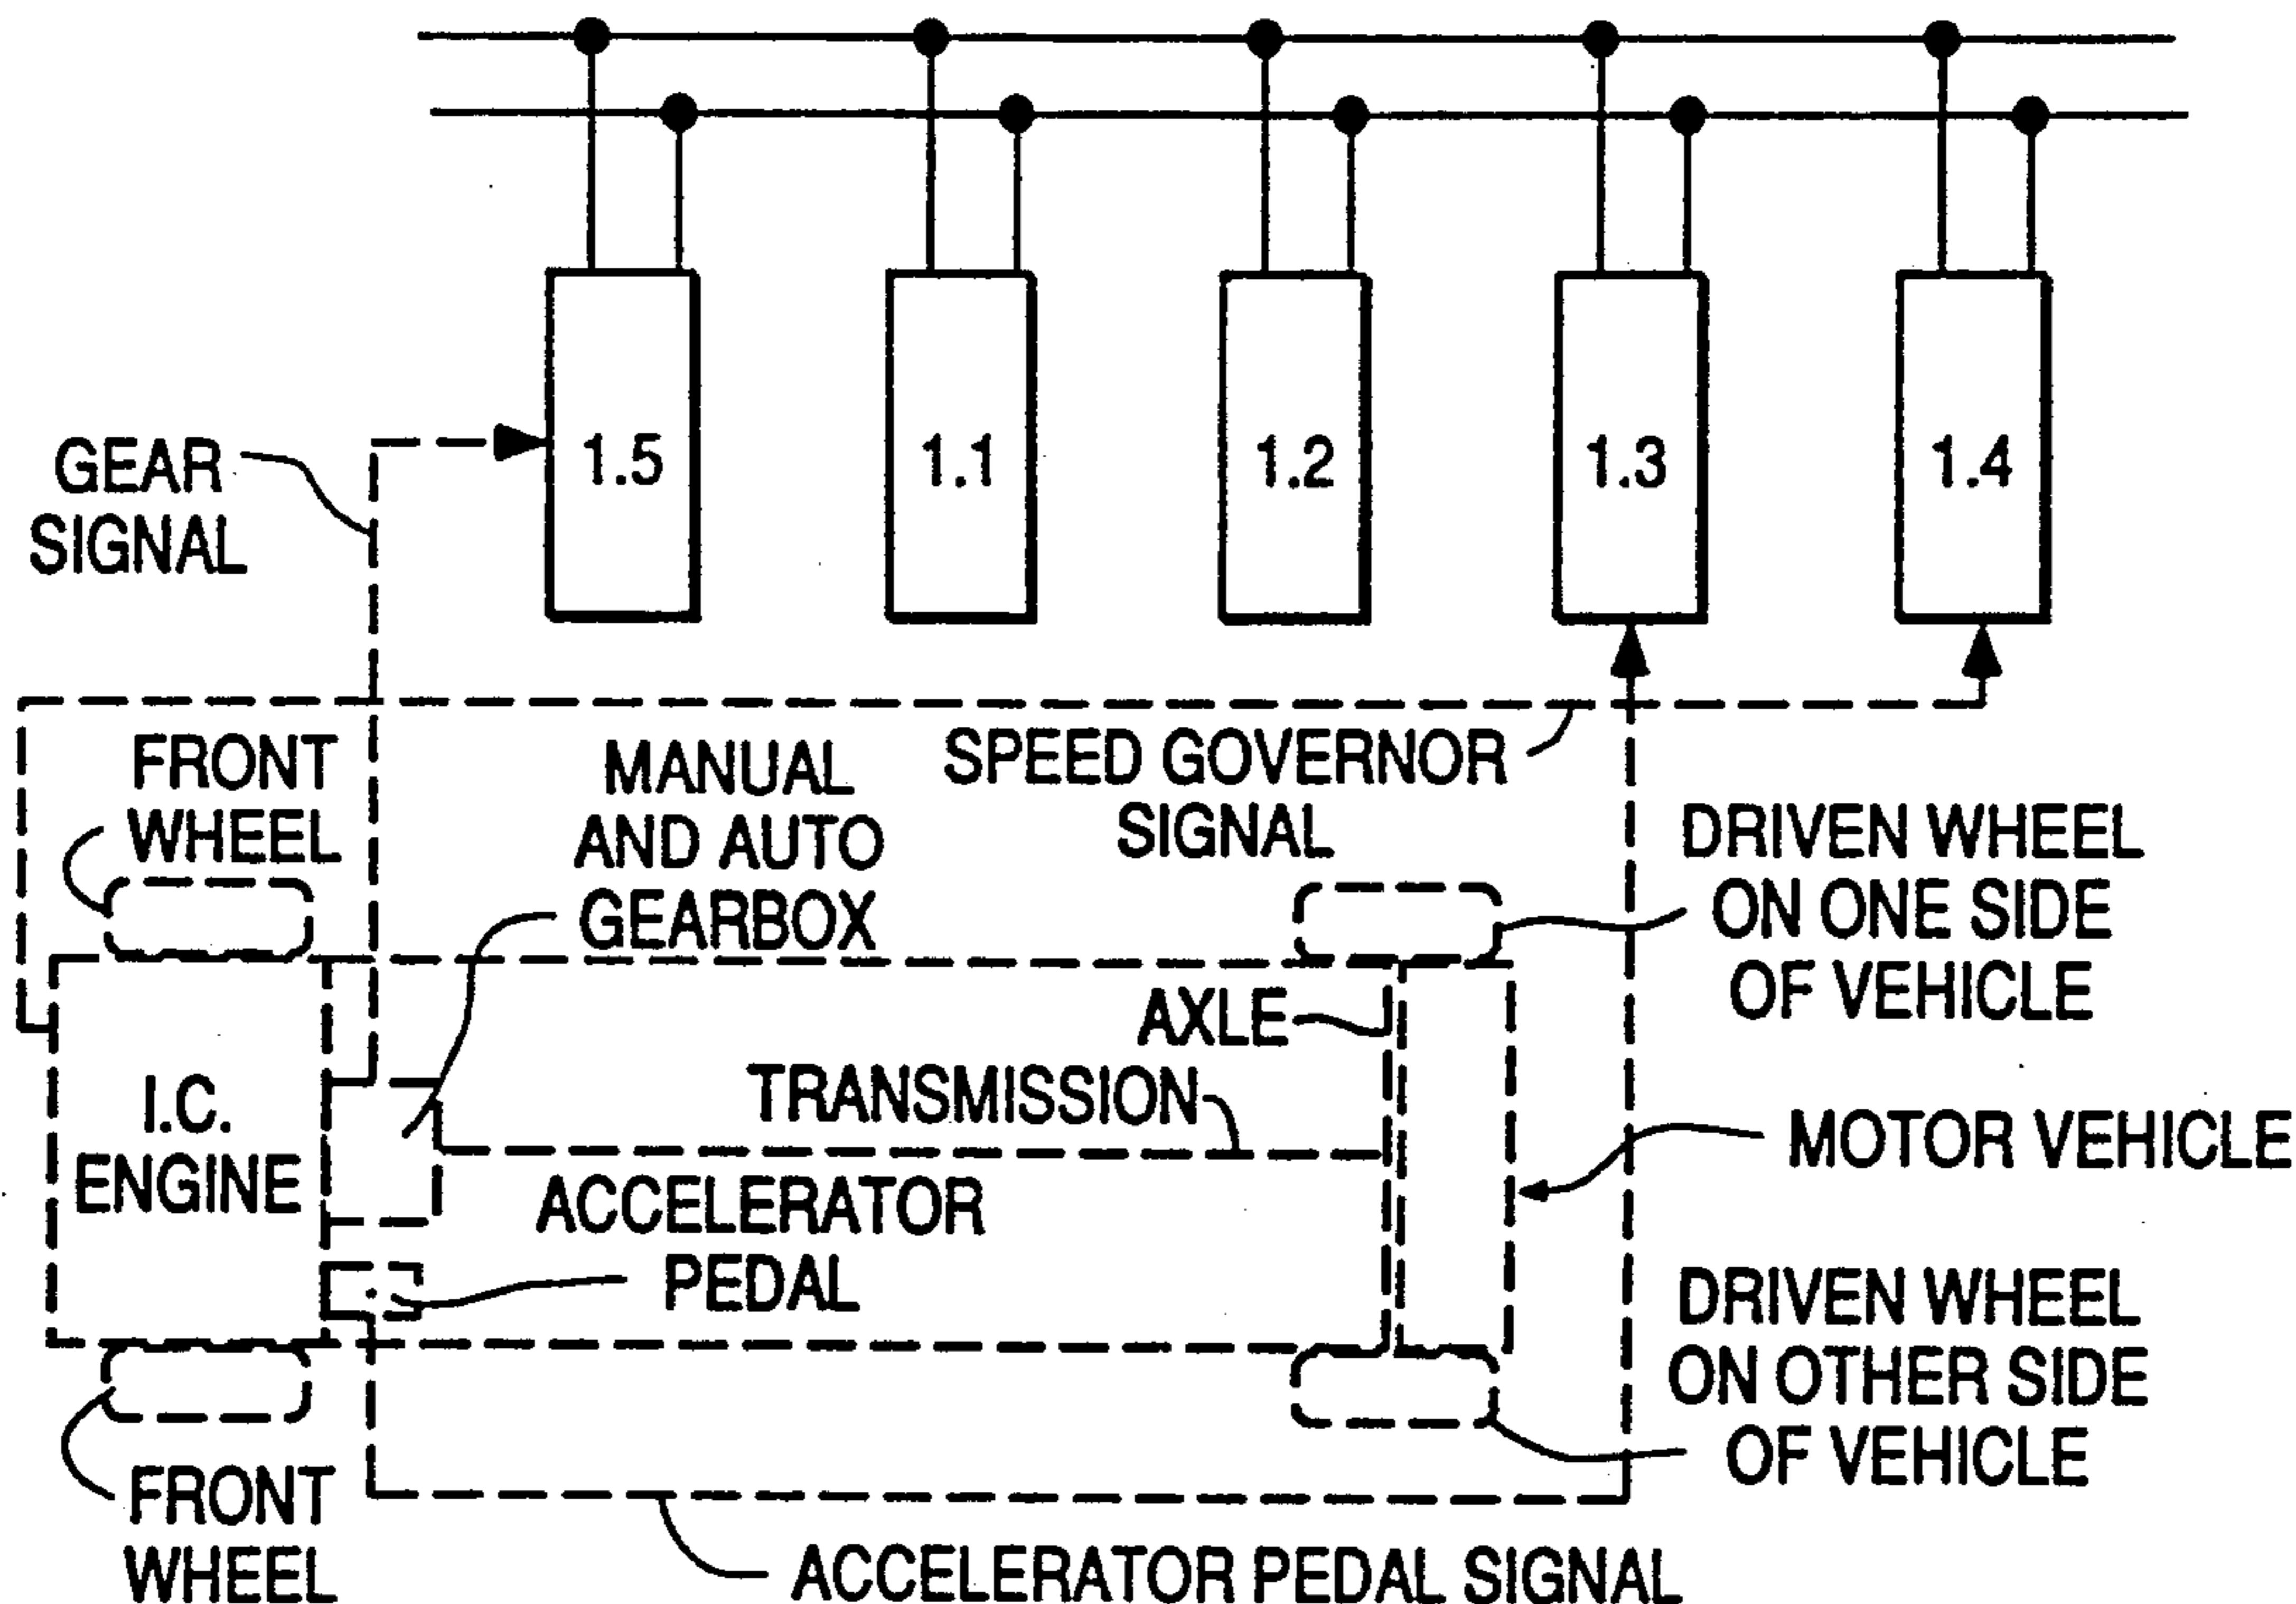 1.5
1.1
1.2
1.3
1.4
GEAR
SIGNAL
SPEED GOVERNOR
SIGNAL
FRONT
WHEEL
MANUAL
AND AUTO
GEARBOX
DRIVEN WHEEL
ON ONE SIDE
OF VEHICLE
AXLE
I.C.
ENGINE
TRANSMISSION
MOTOR VEHICLE
ACCELERATOR
PEDAL
DRIVEN WHEEL
ON OTHER SIDE
OF VEHICLE
FRONT
WHEEL
ACCELERATOR PEDAL SIGNAL